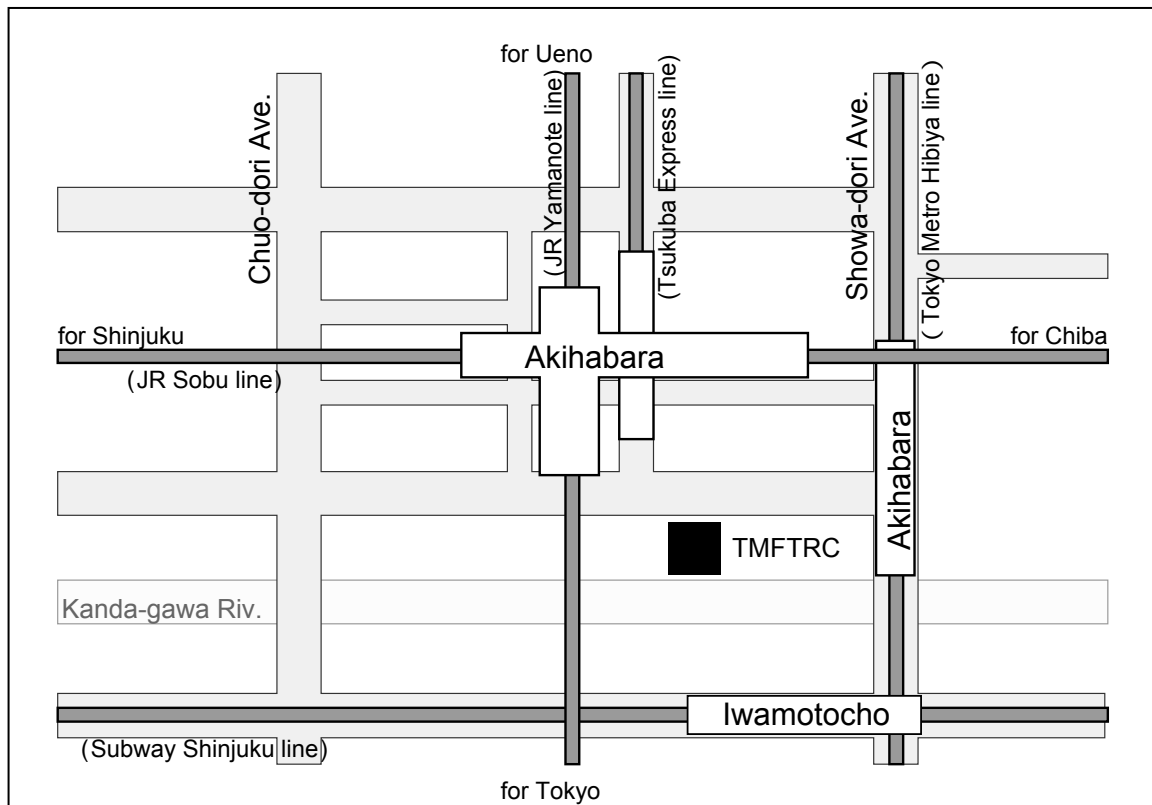 for Ueno
Chuo-dori Ave.
(JR Yamanote line)
(Tsukuba Express line)
Showa-dori Ave.
(Tokyo Metro Hibiya line)
for Shinjuku
(JR Sobu line)
Akihabara
for Chiba
Akihabara
TMFTRC
Kanda-gawa Riv.
Iwamotocho
(Subway Shinjuku line)
for Tokyo